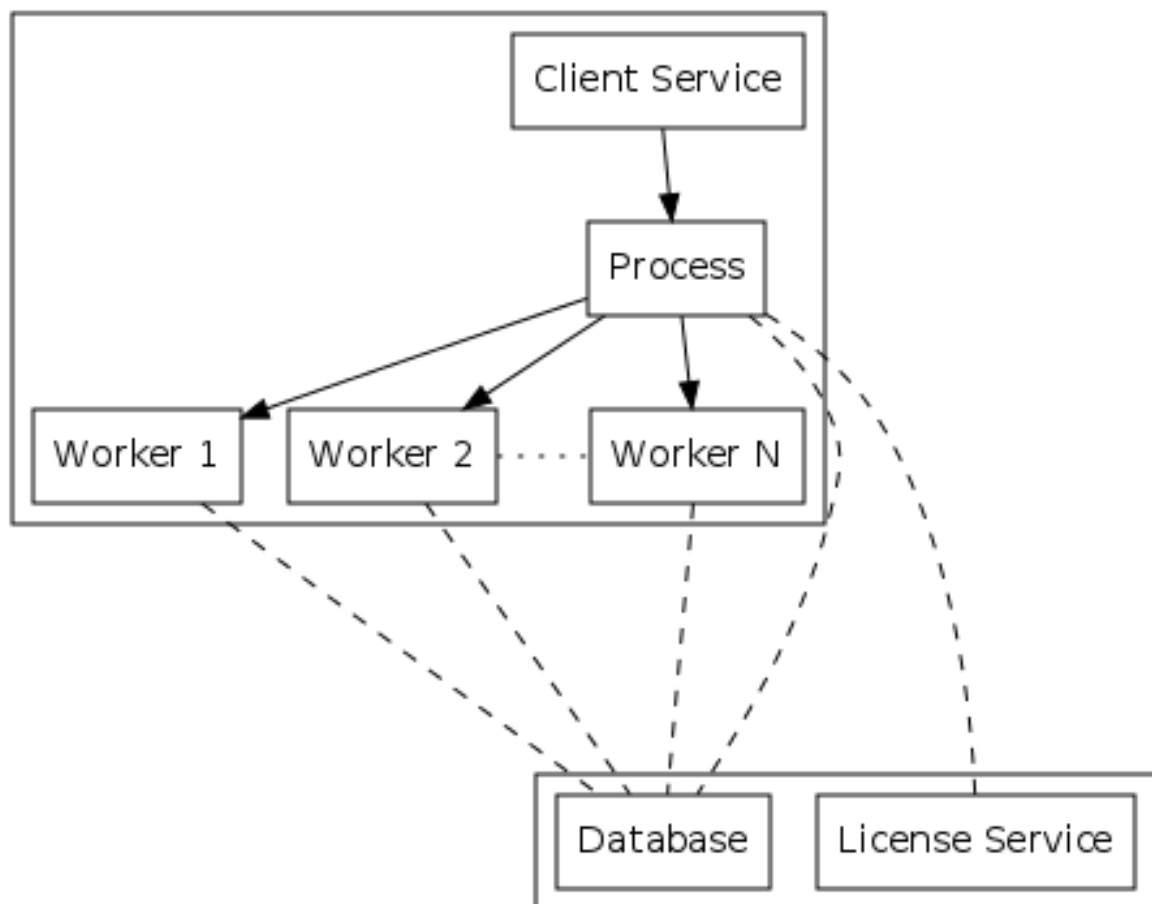 Client Service
Process
Worker 1
Worker 2
Worker N
Database
License Service